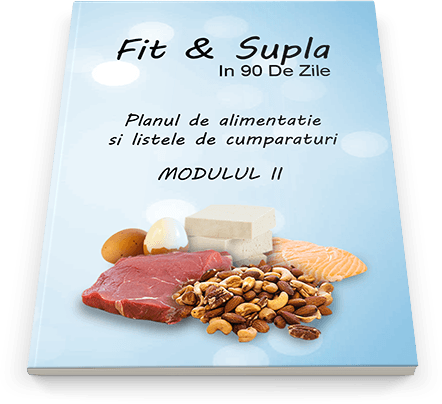 Fit & Supla
In 90 De Zile
Planul de alimentatie
si listele de cumparaturi
MODULUL II